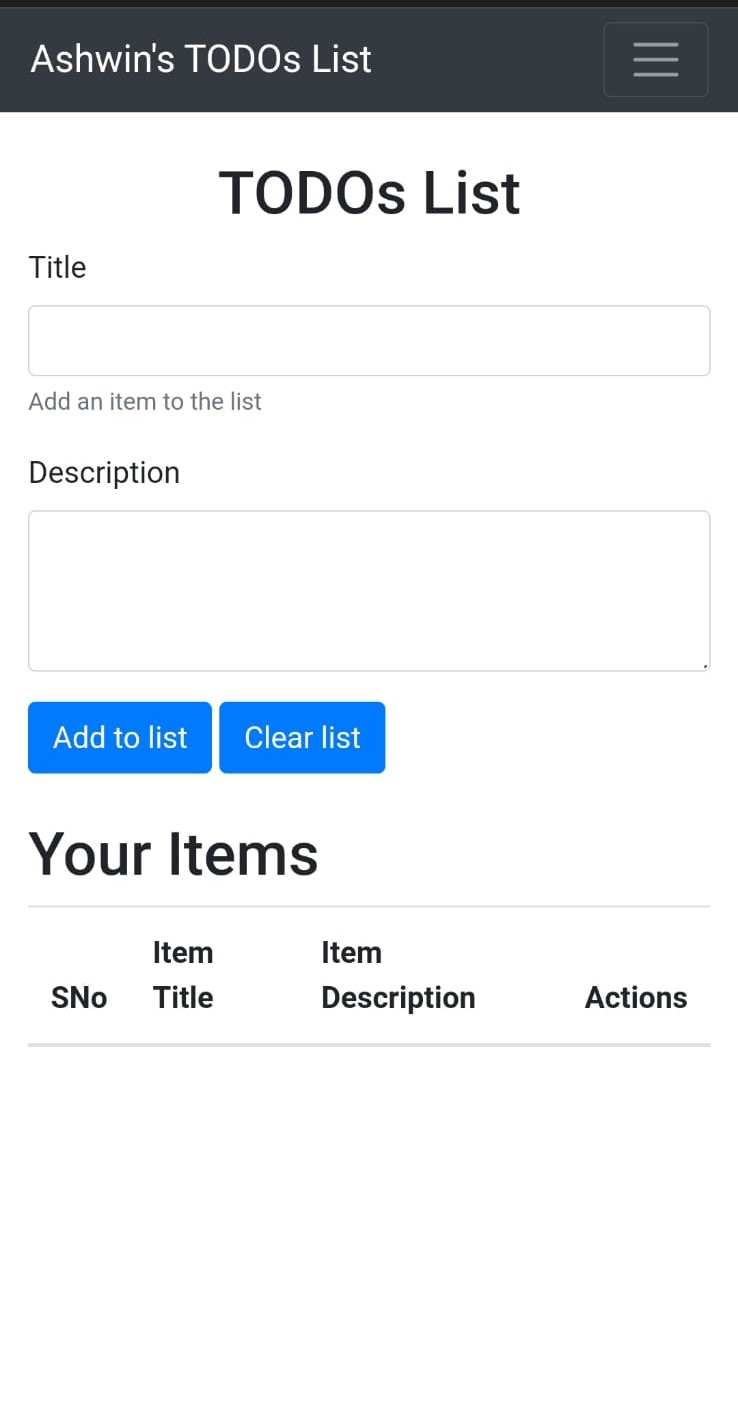 Ashwin's TODOs List
TODOs List
Title
Add an item to the list
Description
Add to list Clear list
Your Items
Item Item
SNo Title Description Actions